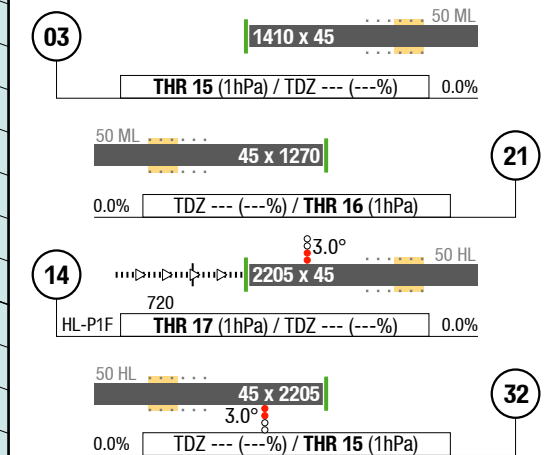 50 ML
03
1410 x 45
THR 15 (1hPa) / TDZ --- (---%) 0.0%
50 ML
45 x 1270
21
0.0% TDZ --- (---%) / THR 16 (1hPa)
3.0°
50 HL
14
2205 x 45
720
HL-P1F THR 17 (1hPa) / TDZ --- (---%) 0.0%
50 HL
45 x 2205
32
3.0°
0.0% TDZ --- (---%) / THR 15 (1hPa)